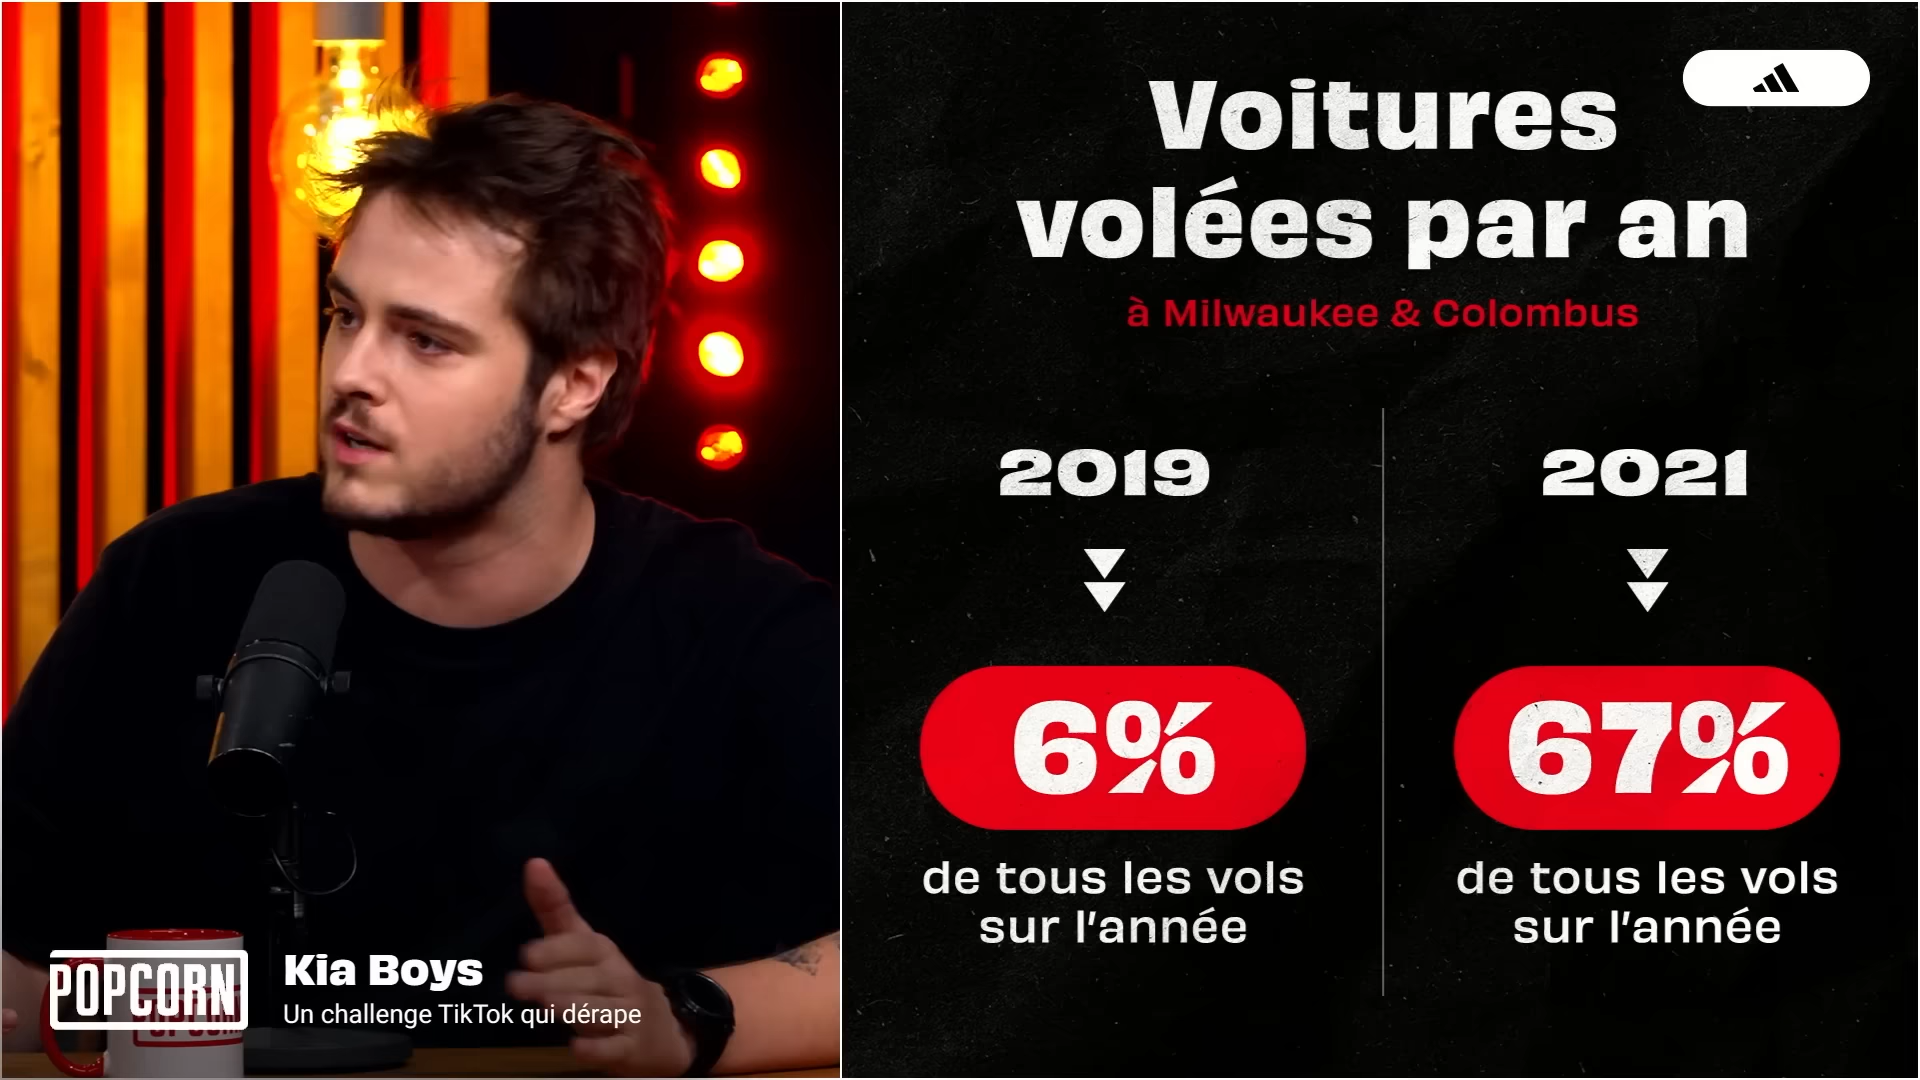 Voitures
volées par an
à Milwaukee & Colombus
2019
2021
6%
67%
de tous les vols
sur l'année
de tous les vols
sur l'année
POPCORN
Kia Boys
Un challenge TikTok qui dérape
POPCORN